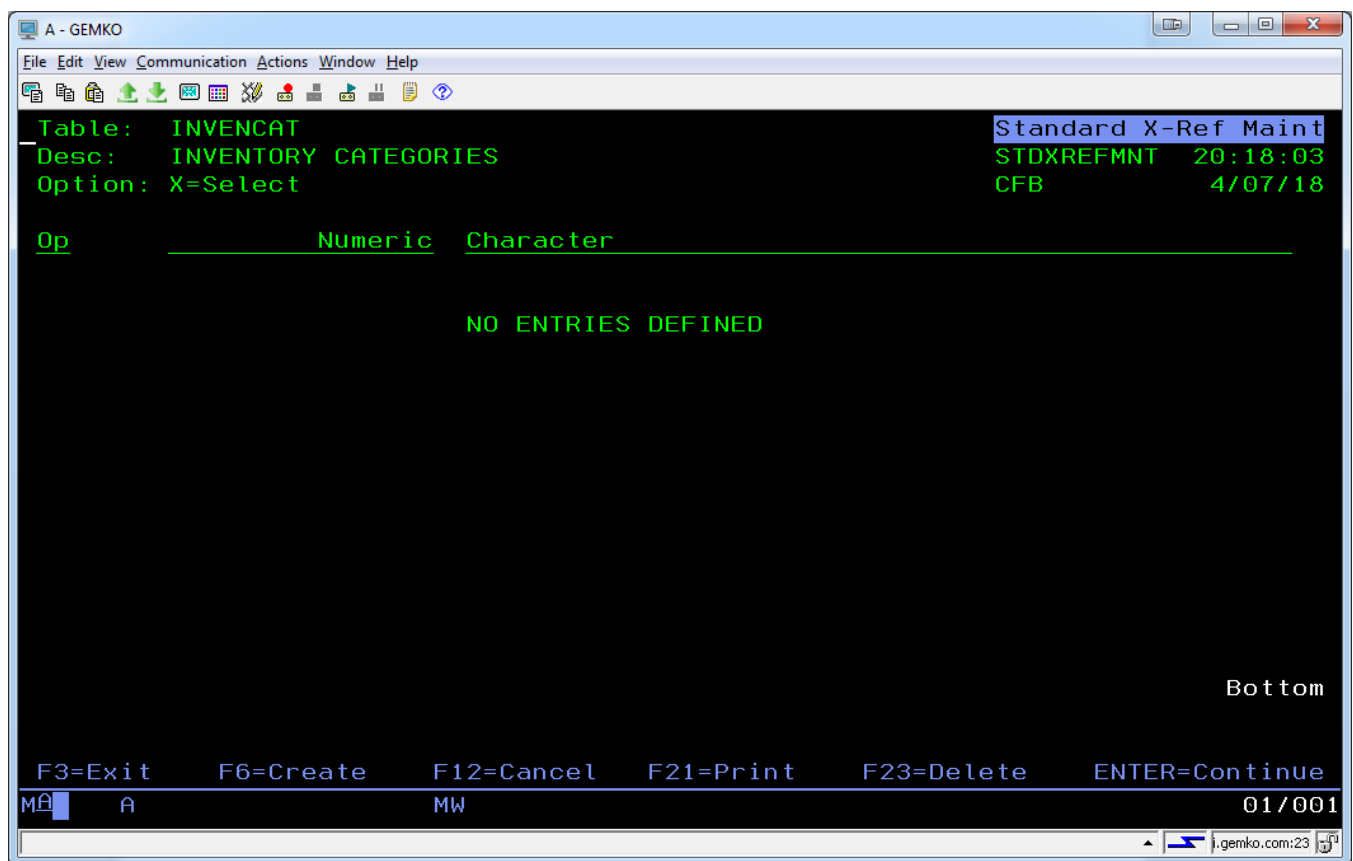 A - GEMKO
File Edit View Communication Actions Window Help
Table: INVENCAT Standard X-Ref Maint
Desc: INVENTORY CATEGORIES STDXREFMNT 20:18:03
Option: X=Select CFB 4/07/18
Op Numeric Character
NO ENTRIES DEFINED
Bottom
F3=Exit F6=Create F12=Cancel F21=Print F23=Delete ENTER=Continue
MA A MW 01/001
i.gemko.com:23